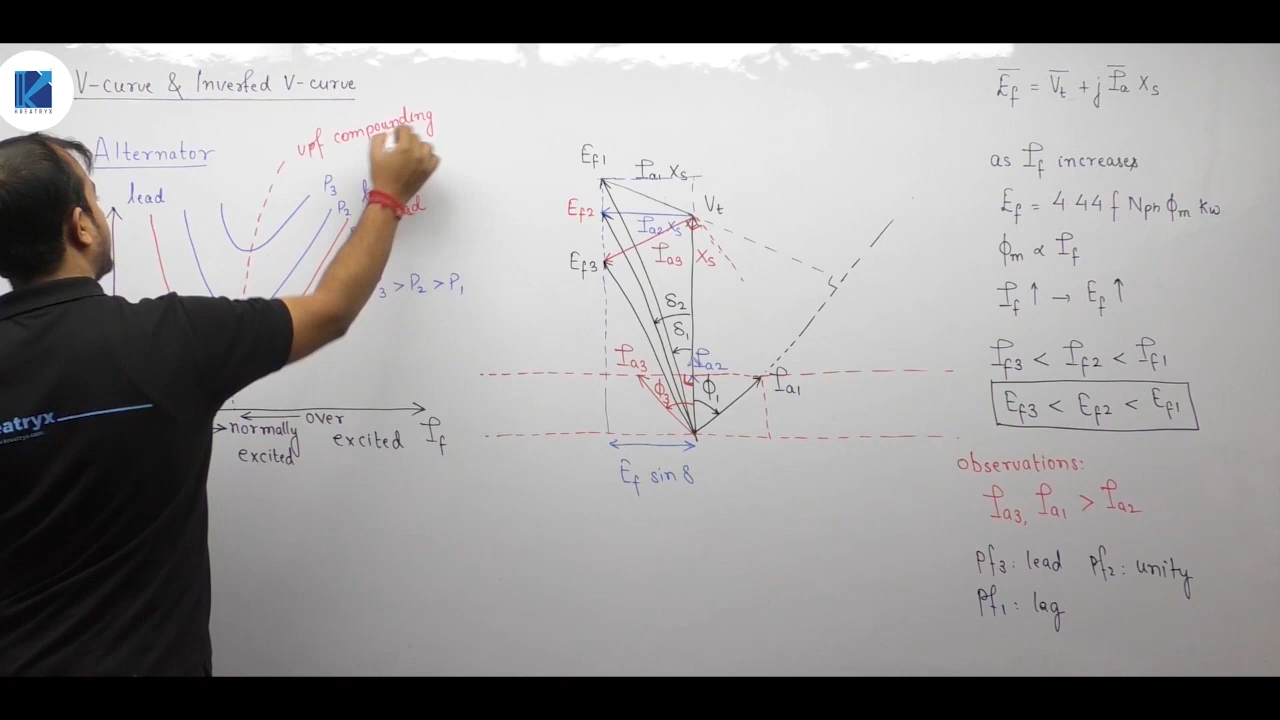 KREATRYX
V-curve & Inverted V-curve
Alternator
upf compounding
lead
P3
P2
3 > P2 > P1
over
normally
excited
excited If
eatryx
Ef1
Ia1 Xs
Vt
Ef2
Ia2 Xs
Ia3 Xs
Ef3
δ2
δ1
Ia3
Ia2
ϕ3
ϕ1
Ia1
Ef sin δ
Ef = Vt + j Ia Xs
as If increases
Ef = 4.44 f Nph ϕm Kw
ϕm ∝ If
If ↑ → Ef ↑
If3 < If2 < If1
Ef3 < Ef2 < Ef1
observations:
Ia3, Ia1 > Ia2
Pf3: lead Pf2: unity
Pf1: lag